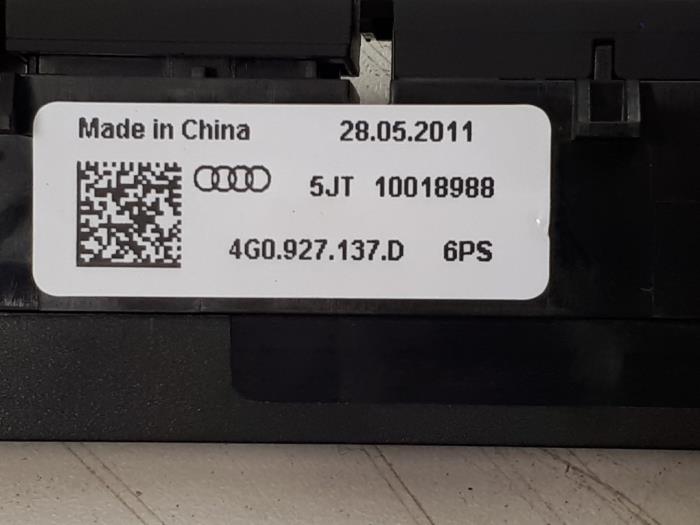 Made in China 28.05.2011
5JT 10018988
4G0.927.137.D 6PS